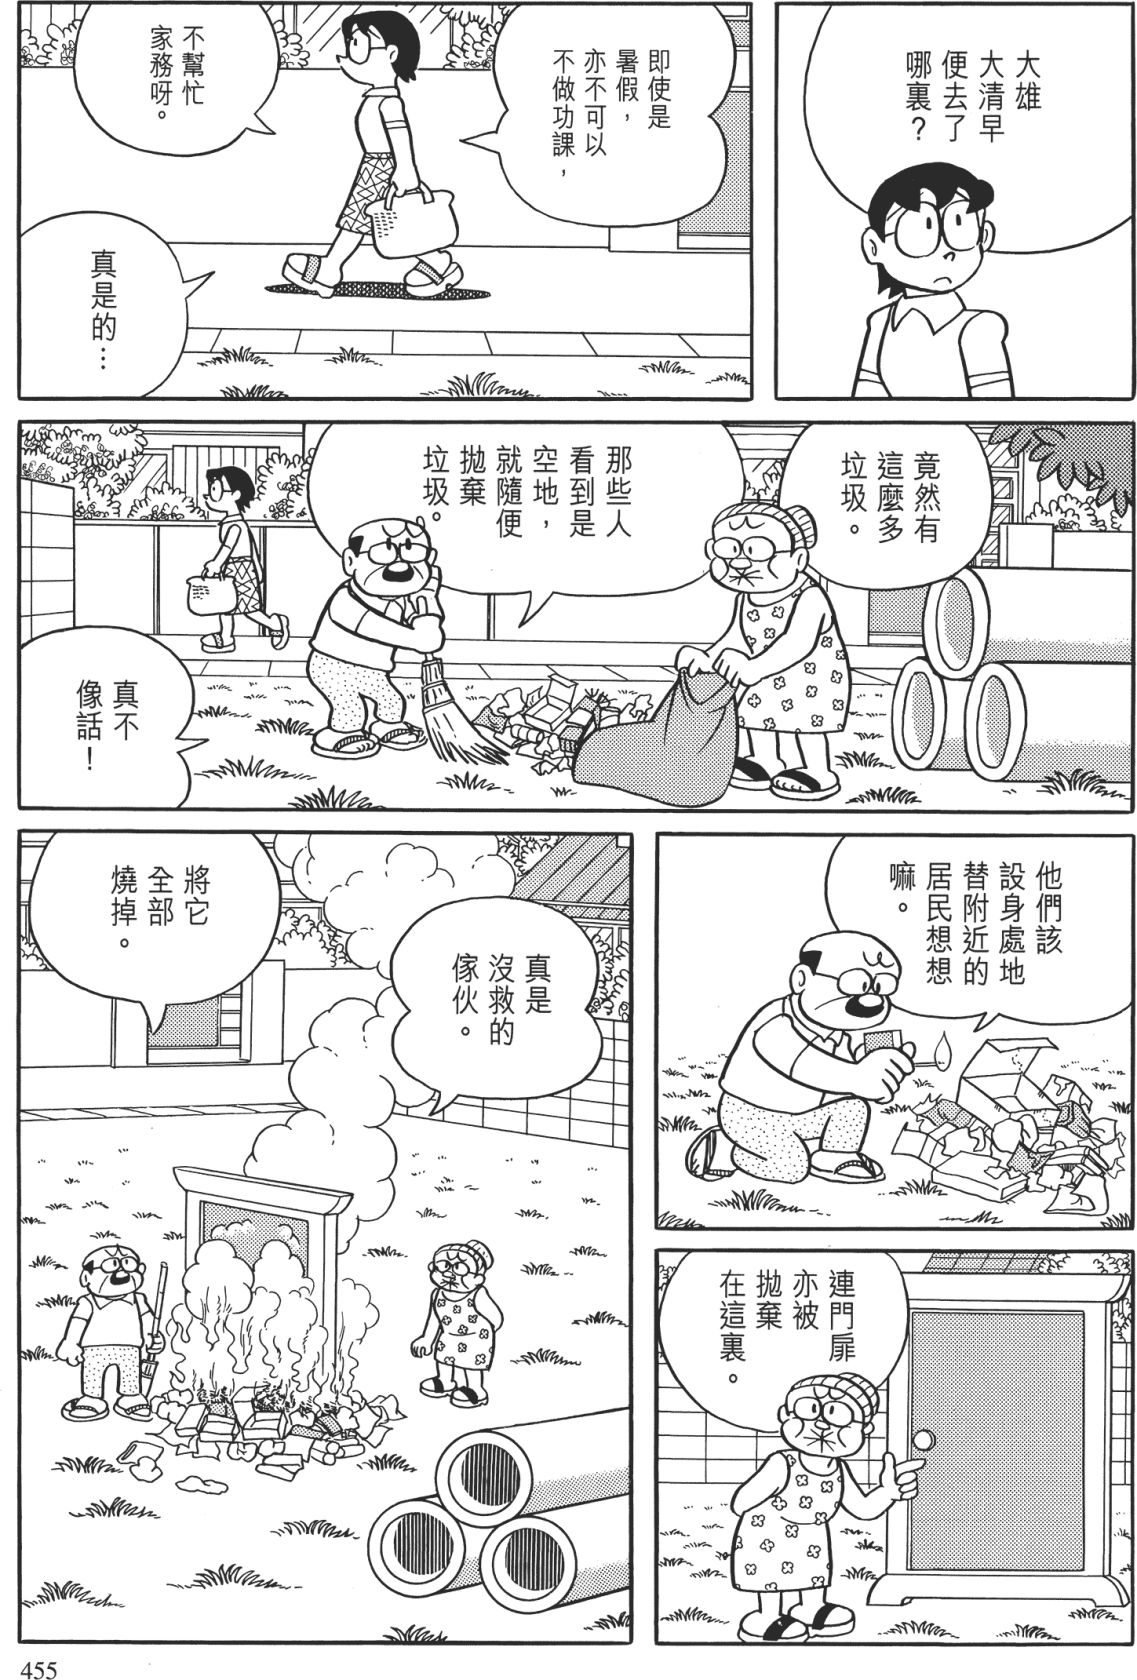 大雄
大清早
便去了
哪裏？
即使是
暑假，
亦不可以
不做功課，
不幫忙
家務呀。
真是的…
竟然有
這麼多
垃圾。
那些人
看到是
空地，
就隨便
拋棄
垃圾。
真不
像話！
他們該
設身處地
替附近的
居民想想
嘛。
連門扉
亦被
拋棄
在這裏。
將它
全部
燒掉。
真是
沒救的
傢伙。
455